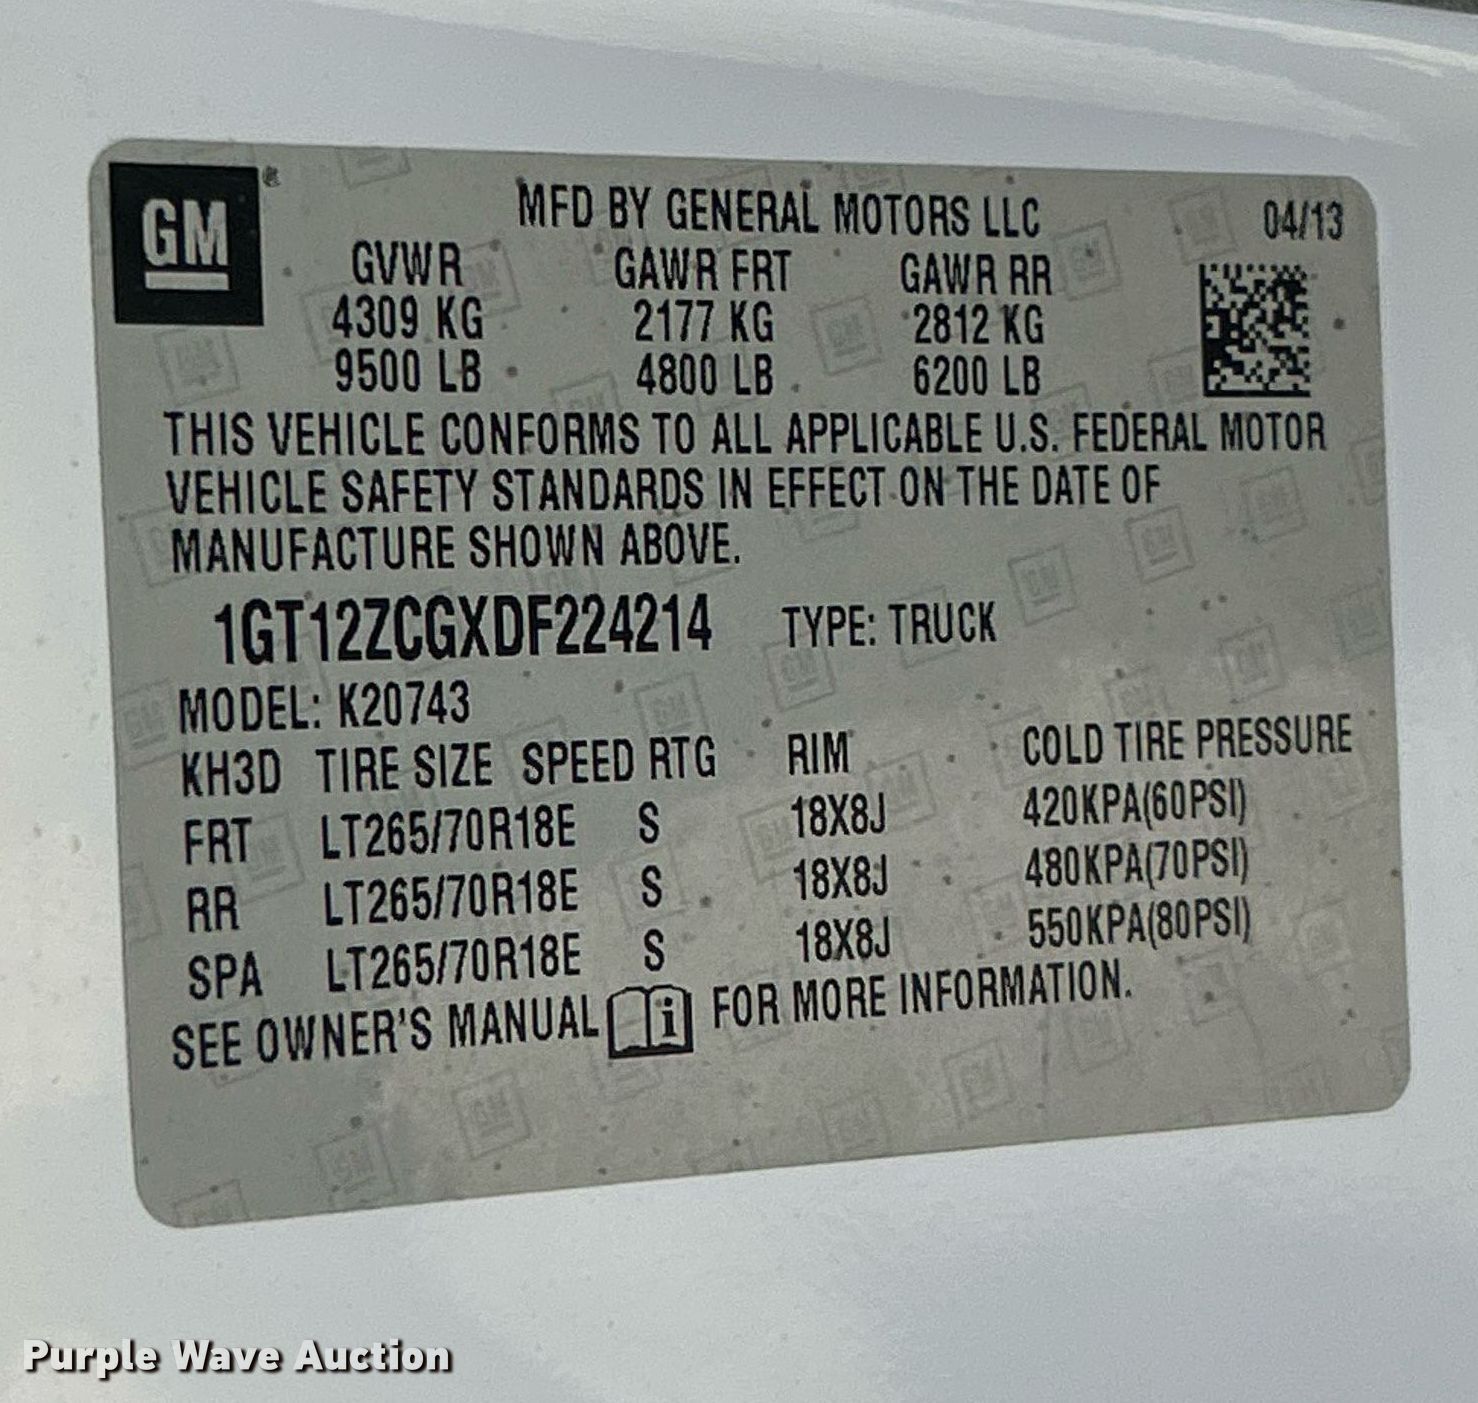 GM
MFD BY GENERAL MOTORS LLC 04/13
GVWR GAWR FRT GAWR RR
4309 KG 2177 KG 2812 KG
9500 LB 4800 LB 6200 LB
THIS VEHICLE CONFORMS TO ALL APPLICABLE U.S. FEDERAL MOTOR
VEHICLE SAFETY STANDARDS IN EFFECT ON THE DATE OF
MANUFACTURE SHOWN ABOVE.
1GT12ZCGXDF224214 TYPE: TRUCK
MODEL: K20743
KH3D TIRE SIZE SPEED RTG RIM COLD TIRE PRESSURE
FRT LT265/70R18E S 18X8J 420KPA(60PSI)
RR LT265/70R18E S 18X8J 480KPA(70PSI)
SPA LT265/70R18E S 18X8J 550KPA(80PSI)
SEE OWNER'S MANUAL i FOR MORE INFORMATION.
Purple Wave Auction